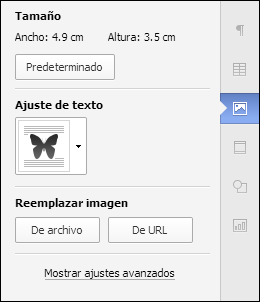 Tamaño
Ancho: 4.9 cm Altura: 3.5 cm
Predeterminado
Ajuste de texto
Reemplazar imagen
De archivo De URL
Mostrar ajustes avanzados